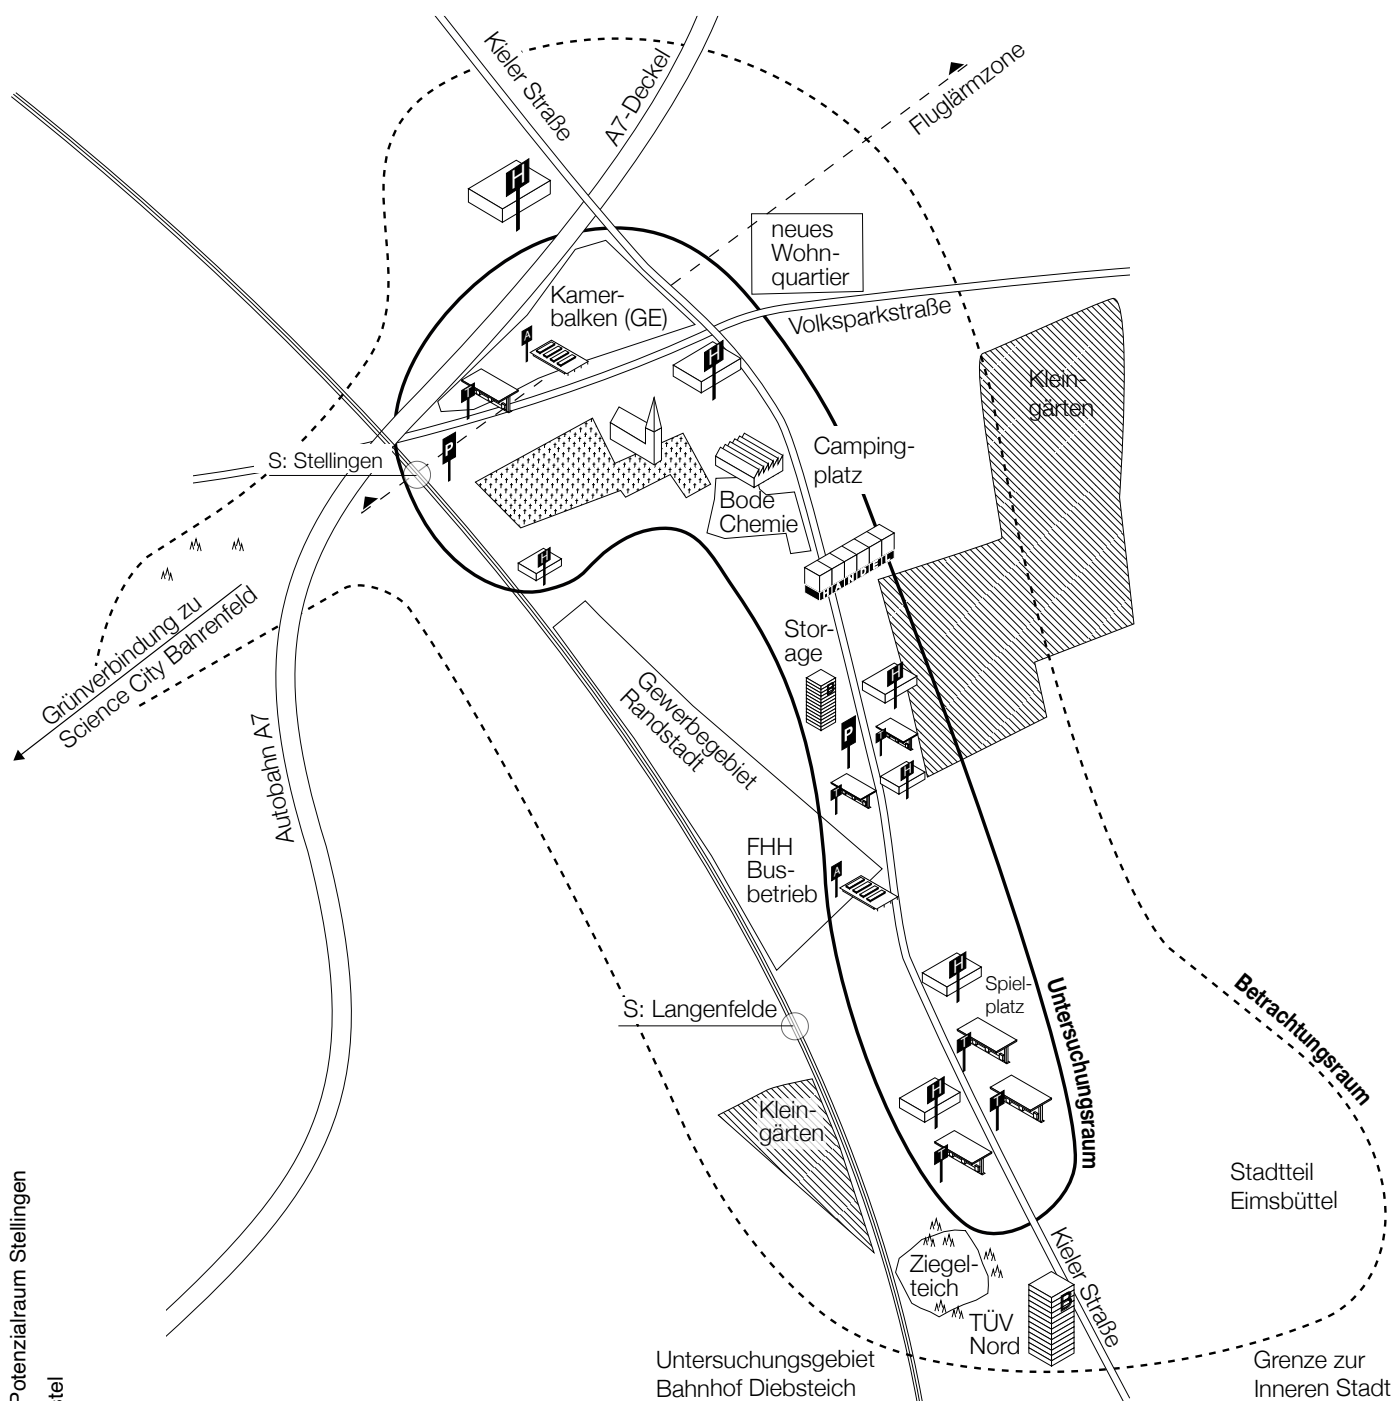 Kieler Straße
A7-Deckel
Fluglärmzone
H
neues
Wohn-
quartier
Kamer-
balken (GE)
Volksparkstraße
A
H
Klein-
gärten
T
P
S: Stellingen
Camping-
platz
Bode
Chemie
H
HANDEL
Grünverbindung zu
Science City Bahrenfeld
Stor-
age
B
H
P
T
H
T
Gewerbegebiet
Randstadt
Autobahn A7
FHH
Bus-
betrieb
A
H
Spiel-
platz
S: Langenfelde
T
Untersuchungsraum
Betrachtungsraum
H
T
T
Klein-
gärten
Stadtteil
Eimsbüttel
Ziegel-
teich
Kieler Straße
B
TÜV
Nord
Untersuchungsgebiet
Bahnhof Diebsteich
Grenze zur
Inneren Stadt
Potenzialraum Stellingen